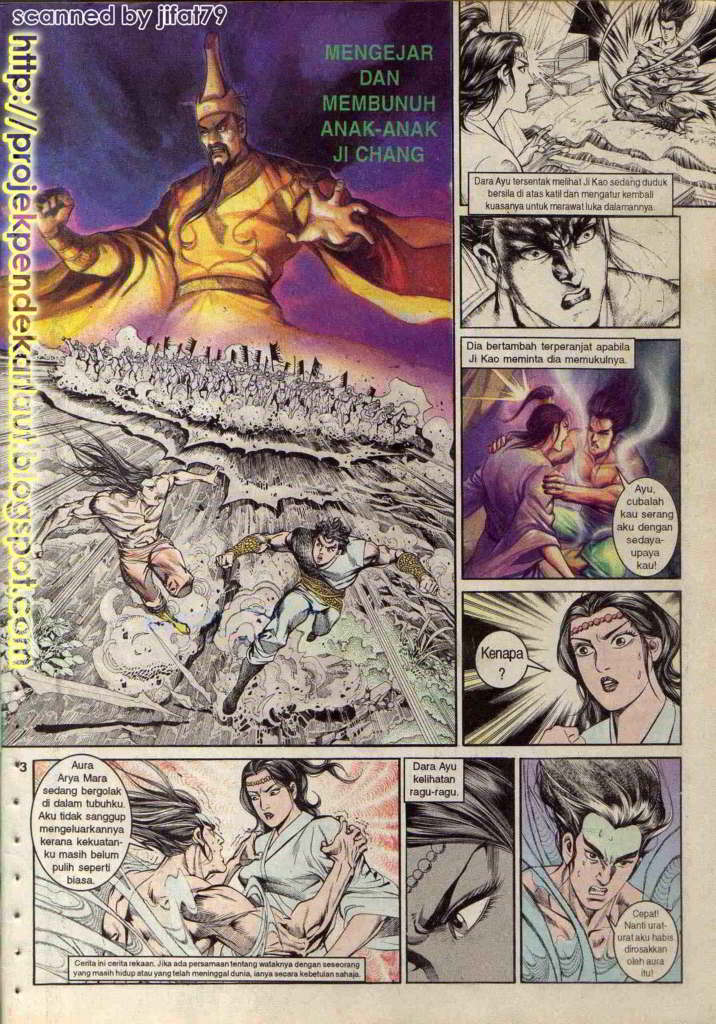 scanned by jifat79
http://projekpendekarlaut.blogspot.com
MENGEJAR
DAN
MEMBUNUH
ANAK-ANAK
JI CHANG
Dara Ayu tersentak melihat Ji Kao sedang duduk
bersila di atas katil dan mengatur kembali
kuasanya untuk merawat luka dalamannya.
Dia bertambah terperanjat apabila
Ji Kao meminta dia memukulnya.
Ayu,
cubalah
kau serang
aku dengan
sedaya-
upaya
kau!
Kenapa
?
3
Aura
Arya Mara
sedang bergolak
di dalam tubuhku.
Aku tidak sanggup
mengeluarkannya
kerana kekuatan-
ku masih belum
pulih seperti
biasa.
Cerita ini cerita rekaan. Jika ada persamaan tentang wataknya dengan seseorang
yang masih hidup atau yang telah meninggal dunia, ianya secara kebetulan sahaja.
Dara Ayu
kelihatan
ragu-ragu.
Cepat!
Nanti urat-
urat aku habis
dirosakkan
oleh aura
itu!